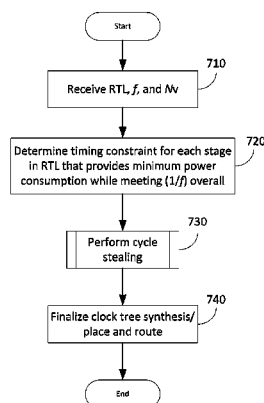 Start
710
Receive RTL, f, and Nv
720
Determine timing constraint for each stage
in RTL that provides minimum power
consumption while meeting (1/f) overall
730
Perform cycle
stealing
740
Finalize clock tree synthesis/
place and route
End